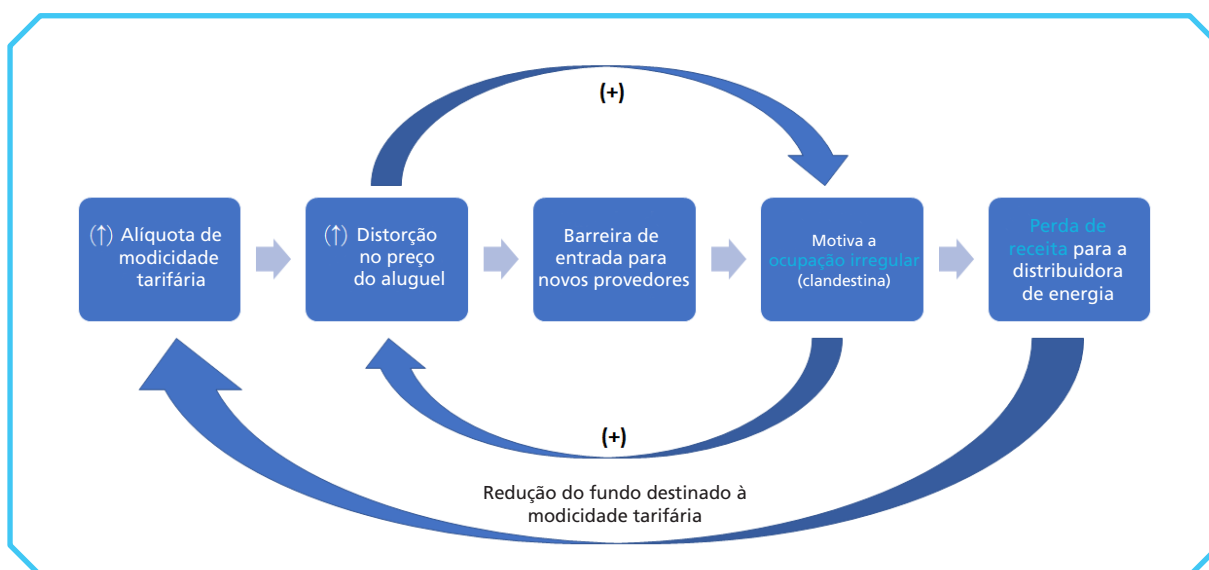 (+)
(↑) Alíquota de
modicidade
tarifária
(↑) Distorção
no preço
do aluguel
Barreira de
entrada para
novos provedores
Motiva a
ocupação irregular
(clandestina)
Perda de
receita para a
distribuidora
de energia
(+)
Redução do fundo destinado à
modicidade tarifária